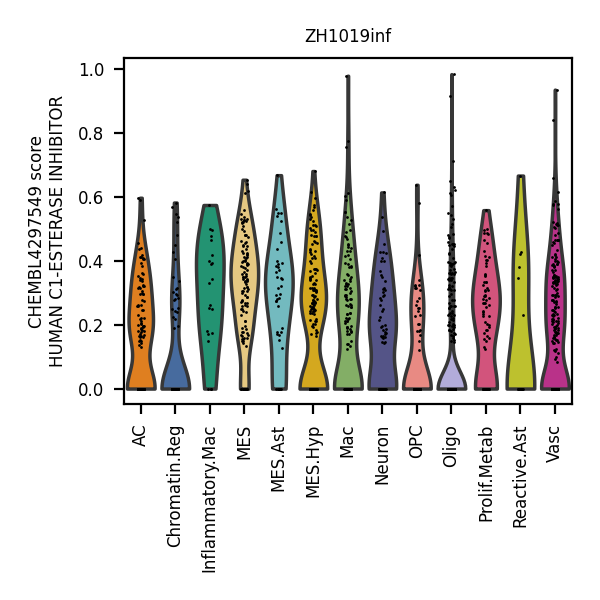 ZH1019inf
CHEMBL4297549 score
HUMAN C1-ESTERASE INHIBITOR
1.0
0.8
0.6
0.4
0.2
0.0
AC
Chromatin.Reg
Inflammatory.Mac
MES
MES.Ast
MES.Hyp
Mac
Neuron
OPC
Oligo
Prolif.Metab
Reactive.Ast
Vasc